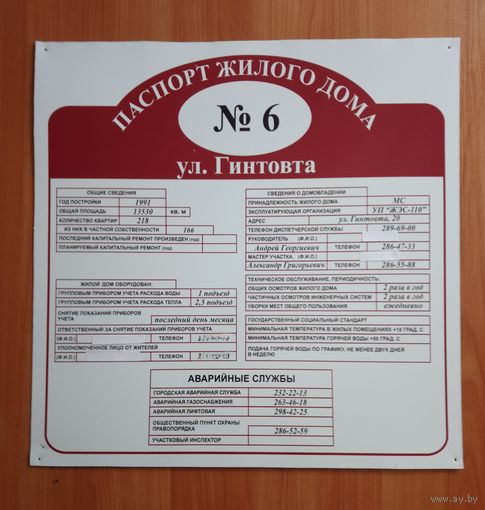 ПАСПОРТ ЖИЛОГО ДОМА
№ 6
ул. Гинтовта
ОБЩИЕ СВЕДЕНИЯ
ГОД ПОСТРОЙКИ 1991
ОБЩАЯ ПЛОЩАДЬ 13530 КВ. М
КОЛИЧЕСТВО КВАРТИР 218
ИЗ НИХ В ЧАСТНОЙ СОБСТВЕННОСТИ 166
ПОСЛЕДНИЙ КАПИТАЛЬНЫЙ РЕМОНТ ПРОИЗВЕДЕН (год)
ПЛАНИРУЕМЫЙ КАПИТАЛЬНЫЙ РЕМОНТ (год)
ЖИЛОЙ ДОМ ОБОРУДОВАН:
ГРУППОВЫМ ПРИБОРОМ УЧЕТА РАСХОДА ВОДЫ 1 подъезд
ГРУППОВЫМ ПРИБОРОМ УЧЕТА РАСХОДА ТЕПЛА 2,5 подъезд
СНЯТИЕ ПОКАЗАНИЙ ПРИБОРОВ УЧЕТА последний день месяца
ОТВЕТСТВЕННЫЙ ЗА СНЯТИЕ ПОКАЗАНИЙ ПРИБОРОВ УЧЕТА
(Ф.И.О.) ТЕЛЕФОН
УПОЛНОМОЧЕННОЕ ЛИЦО ОТ ЖИТЕЛЕЙ
(Ф.И.О.) ТЕЛЕФОН
СВЕДЕНИЯ О ДОМОВЛАДЕНИИ
ПРИНАДЛЕЖНОСТЬ ЖИЛОГО ДОМА МС
ЭКСПЛУАТИРУЮЩАЯ ОРГАНИЗАЦИЯ УП "ЖЭС-110"
АДРЕС ул. Гинтовта, 20
ТЕЛЕФОН ДИСПЕТЧЕРСКОЙ СЛУЖБЫ 289-69-00
РУКОВОДИТЕЛЬ (Ф.И.О.)
Андрей Георгиевич ТЕЛЕФОН 286-47-33
МАСТЕР УЧАСТКА (Ф.И.О.)
Александр Григорьевич ТЕЛЕФОН 286-55-88
ТЕХНИЧЕСКОЕ ОБСЛУЖИВАНИЕ, ПЕРИОДИЧНОСТЬ:
ОБЩИХ ОСМОТРОВ ЖИЛОГО ДОМА 2 раза в год
ЧАСТИЧНЫХ ОСМОТРОВ ИНЖЕНЕРНЫХ СИСТЕМ 2 раза в год
УБОРКИ МЕСТ ОБЩЕГО ПОЛЬЗОВАНИЯ ежедневно
ГОСУДАРСТВЕННЫЙ СОЦИАЛЬНЫЙ СТАНДАРТ
МИНИМАЛЬНАЯ ТЕМПЕРАТУРА В ЖИЛЫХ ПОМЕЩЕНИЯХ +18 ГРАД. С
МИНИМАЛЬНАЯ ТЕМПЕРАТУРА ГОРЯЧЕЙ ВОДЫ +50 ГРАД. С
ПОДАЧА ГОРЯЧЕЙ ВОДЫ ПО ГРАФИКУ, НЕ МЕНЕЕ ДВУХ ДНЕЙ
В НЕДЕЛЮ
АВАРИЙНЫЕ СЛУЖБЫ
ГОРОДСКАЯ АВАРИЙНАЯ СЛУЖБА 232-22-13
АВАРИЙНАЯ ГАЗОСНАБЖЕНИЯ 263-46-18
АВАРИЙНАЯ ЛИФТОВАЯ 298-42-25
ОБЩЕСТВЕННЫЙ ПУНКТ ОХРАНЫ
ПРАВОПОРЯДКА 286-52-59
УЧАСТКОВЫЙ ИНСПЕКТОР
www.ay.by